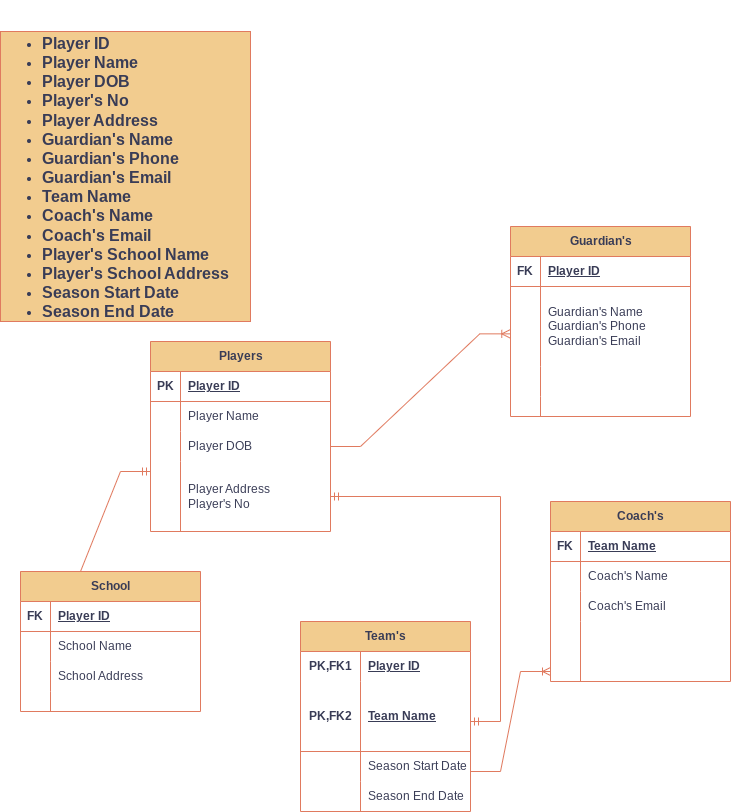 Player ID
Player Name
Player DOB
Player's No
Player Address
Guardian's Name
Guardian's Phone
Guardian's Email
Team Name
Coach's Name
Coach's Email
Player's School Name
Player's School Address
Season Start Date
Season End Date
Guardian's
FK Player ID
Guardian's Name
Guardian's Phone
Guardian's Email
Players
PK Player ID
Player Name
Player DOB
Player Address
Player's No
Coach's
FK Team Name
Coach's Name
Coach's Email
School
FK Player ID
School Name
School Address
Team's
PK,FK1 Player ID
PK,FK2 Team Name
Season Start Date
Season End Date